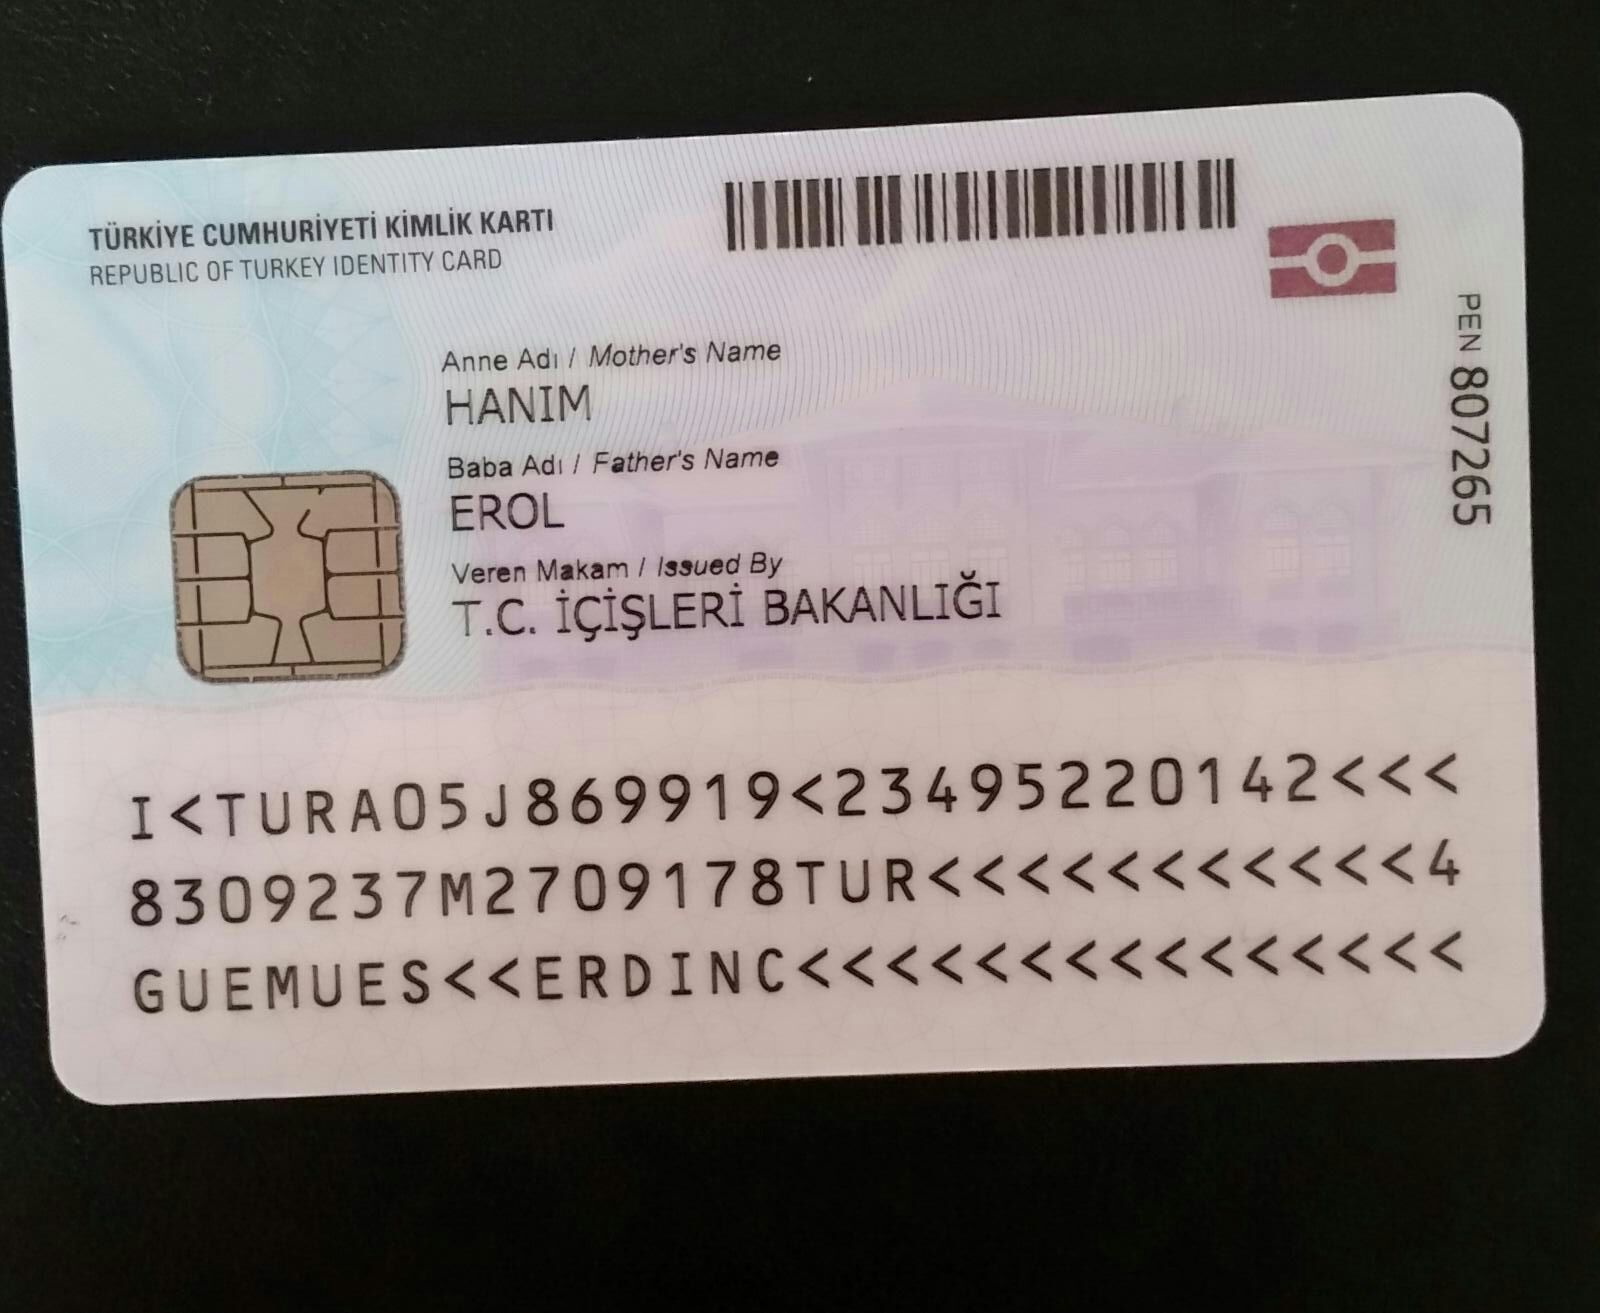 TÜRKİYE CUMHURİYETİ KİMLİK KARTI
REPUBLIC OF TURKEY IDENTITY CARD
Anne Adı / Mother's Name
HANIM
Baba Adı / Father's Name
EROL
Veren Makam / Issued By
T.C. İÇİŞLERİ BAKANLIĞI
PEN 807265
I<TURA05J869919<23495220142<<<
8309237M2709178TUR<<<<<<<<<<<4
GUEMUES<<ERDINC<<<<<<<<<<<<<<<